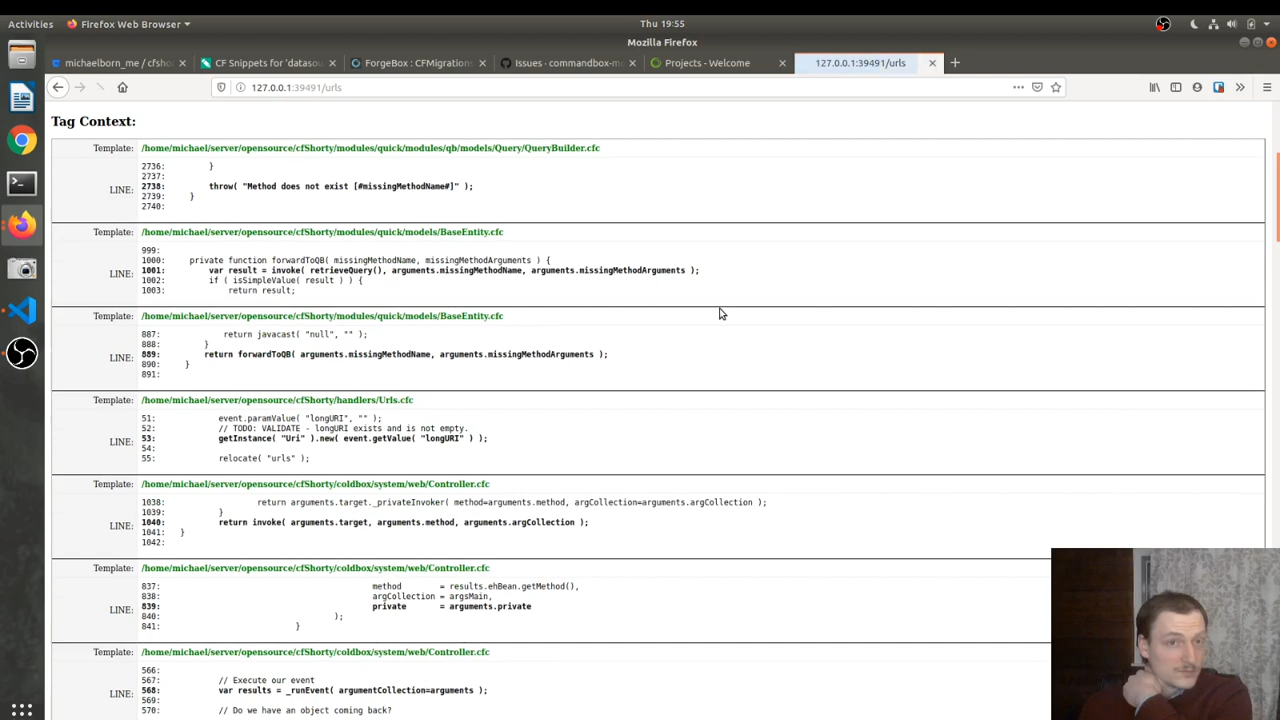 Activities
Firefox Web Browser
Thu 19:55
Mozilla Firefox
michaelborn_me / cfsho
CF Snippets for 'datasou
ForgeBox : CFMigrations
Issues · commandbox-mo
Projects - Welcome
127.0.0.1:39491/urls
127.0.0.1:39491/urls
Tag Context:
Template: /home/michael/server/opensource/cfShorty/modules/quick/modules/qb/models/Query/QueryBuilder.cfc
LINE:
2736: }
2737:
2738: throw( "Method does not exist [#missingMethodName#]" );
2739: }
2740:
Template: /home/michael/server/opensource/cfShorty/modules/quick/models/BaseEntity.cfc
LINE:
999:
1000: private function forwardToQB( missingMethodName, missingMethodArguments ) {
1001: var result = invoke( retrieveQuery(), arguments.missingMethodName, arguments.missingMethodArguments );
1002: if ( isSimpleValue( result ) ) {
1003: return result;
Template: /home/michael/server/opensource/cfShorty/modules/quick/models/BaseEntity.cfc
LINE:
887: return javacast( "null", "" );
888: }
889: return forwardToQB( arguments.missingMethodName, arguments.missingMethodArguments );
890: }
891:
Template: /home/michael/server/opensource/cfShorty/handlers/Urls.cfc
LINE:
51: event.paramValue( "longURI", "" );
52: // TODO: VALIDATE - longURI exists and is not empty.
53: getInstance( "Uri" ).new( event.getValue( "longURI" ) );
54:
55: relocate( "urls" );
Template: /home/michael/server/opensource/cfShorty/coldbox/system/web/Controller.cfc
LINE:
1038: return arguments.target._privateInvoker( method=arguments.method, argCollection=arguments.argCollection );
1039: }
1040: return invoke( arguments.target, arguments.method, arguments.argCollection );
1041: }
1042:
Template: /home/michael/server/opensource/cfShorty/coldbox/system/web/Controller.cfc
LINE:
837: method = results.ehBean.getMethod(),
838: argCollection = argsMain,
839: private = arguments.private
840: );
841: }
Template: /home/michael/server/opensource/cfShorty/coldbox/system/web/Controller.cfc
LINE:
566:
567: // Execute our event
568: var results = _runEvent( argumentCollection=arguments );
569:
570: // Do we have an object coming back?